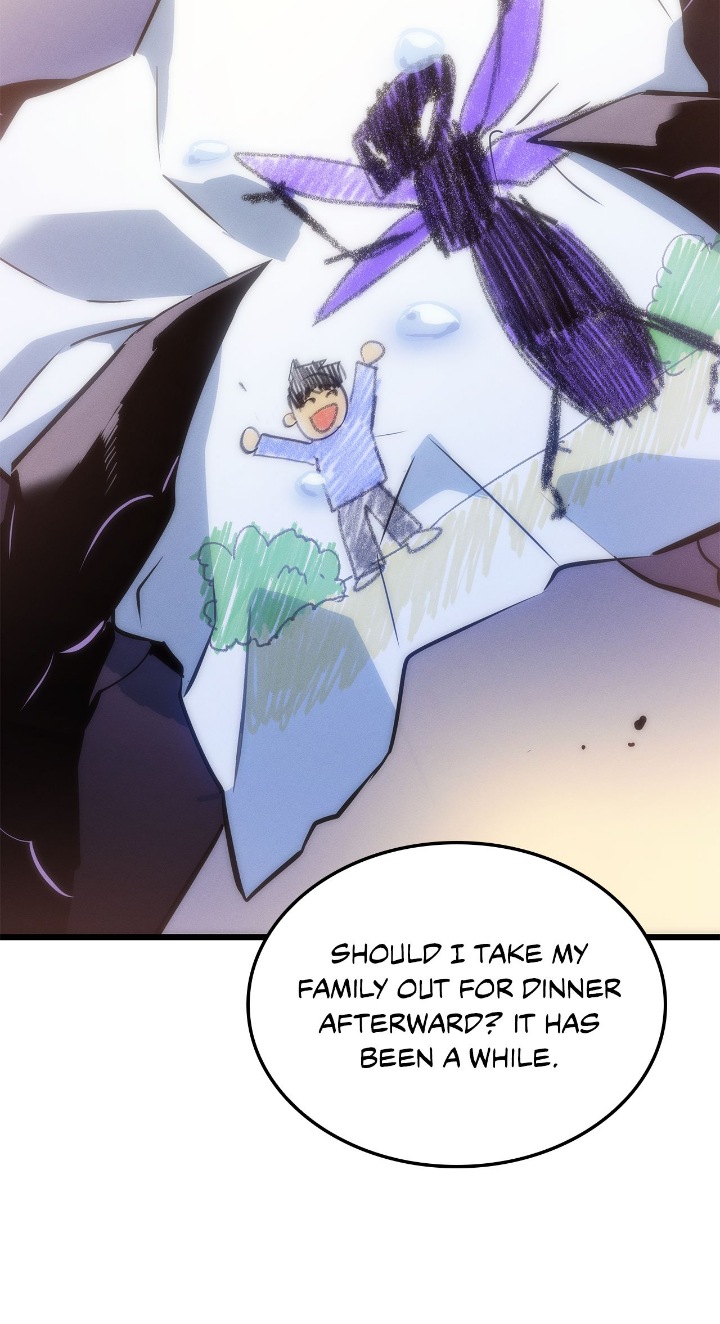 SHOULD I TAKE MY
FAMILY OUT FOR DINNER
AFTERWARD? IT HAS
BEEN A WHILE.